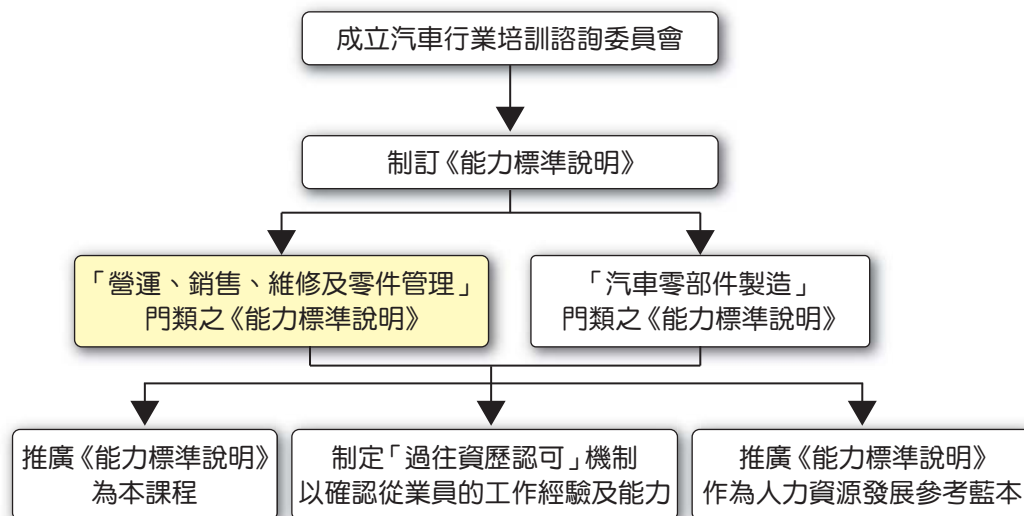 成立汽車行業培訓諮詢委員會
制訂《能力標準說明》
「營運、銷售、維修及零件管理」
門類之《能力標準說明》
「汽車零部件製造」
門類之《能力標準說明》
推廣《能力標準說明》
為本課程
制定「過往資歷認可」機制
以確認從業員的工作經驗及能力
推廣《能力標準說明》
作為人力資源發展參考藍本